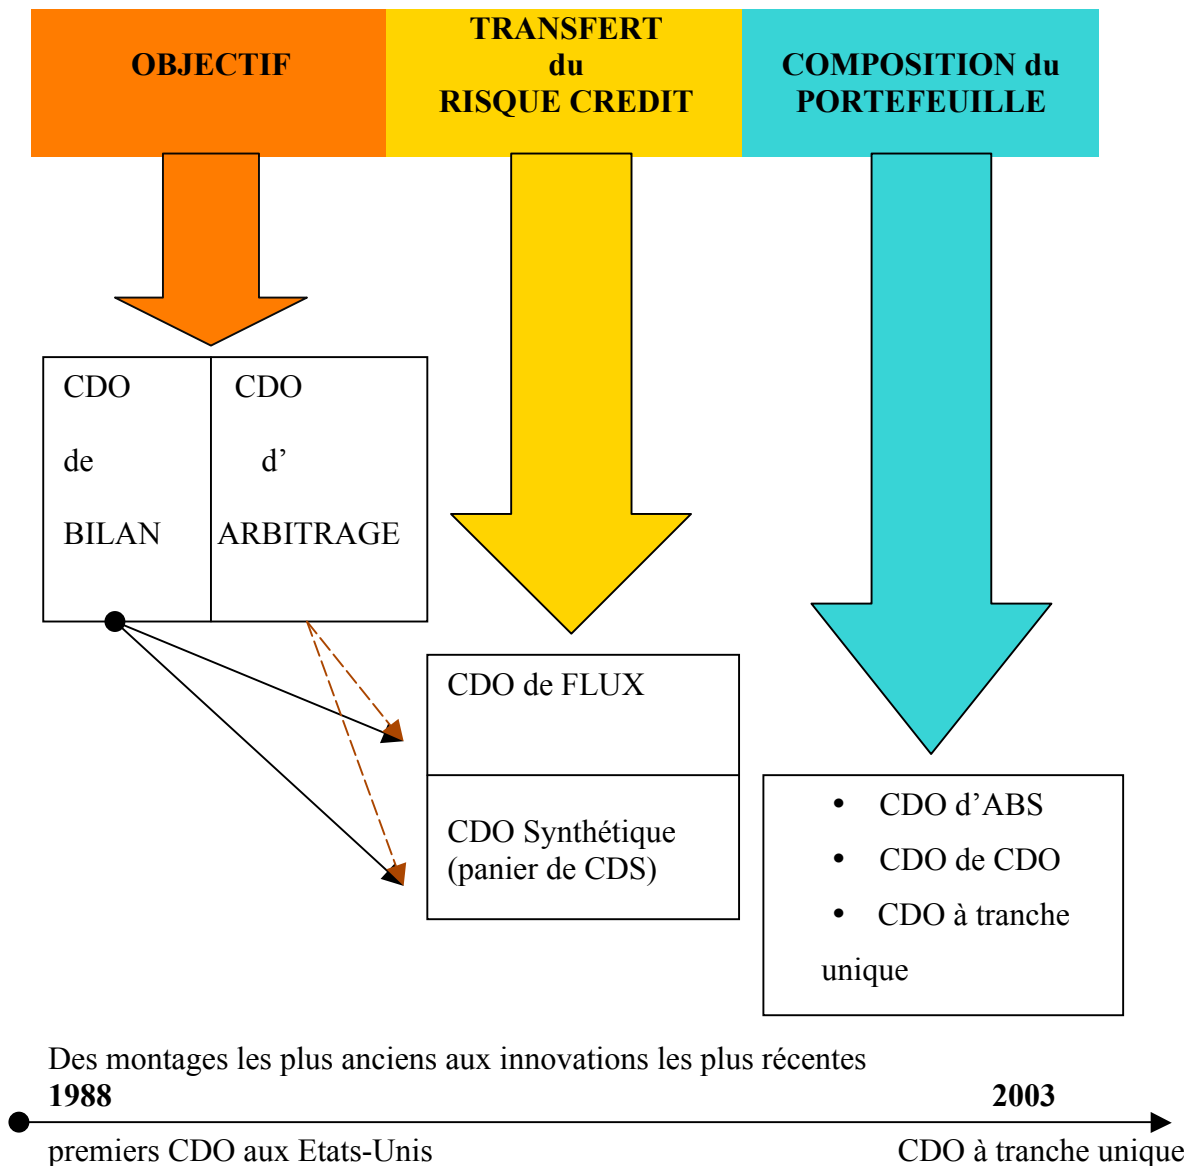 OBJECTIF
TRANSFERT
du
RISQUE CREDIT
COMPOSITION du
PORTEFEUILLE
CDO
de
BILAN
CDO
d’
ARBITRAGE
CDO de FLUX
CDO Synthétique
(panier de CDS)
• CDO d’ABS
• CDO de CDO
• CDO à tranche
unique
Des montages les plus anciens aux innovations les plus récentes
1988 2003
premiers CDO aux Etats-Unis CDO à tranche unique